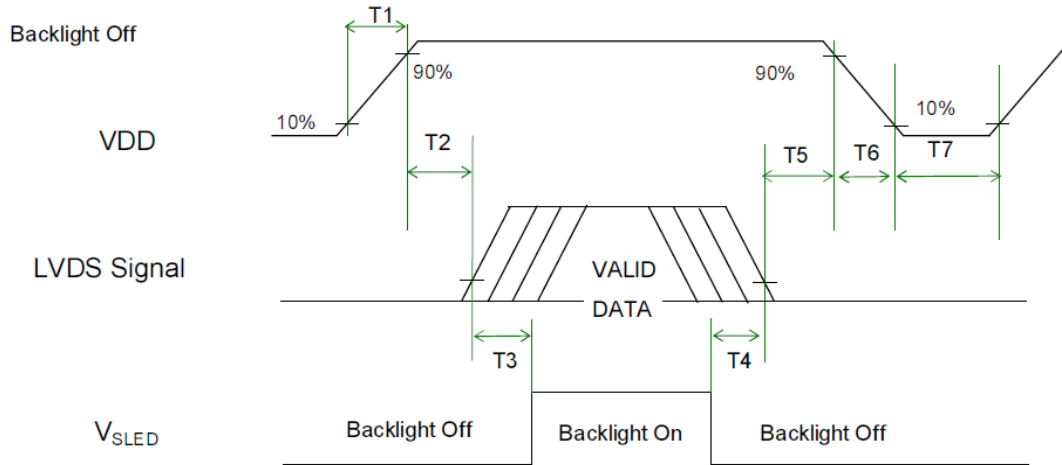 T1
Backlight Off
90%
90%
10%
10%
VDD
T2
T5
T6
T7
LVDS Signal
VALID
DATA
T3
T4
VSLED
Backlight Off
Backlight On
Backlight Off